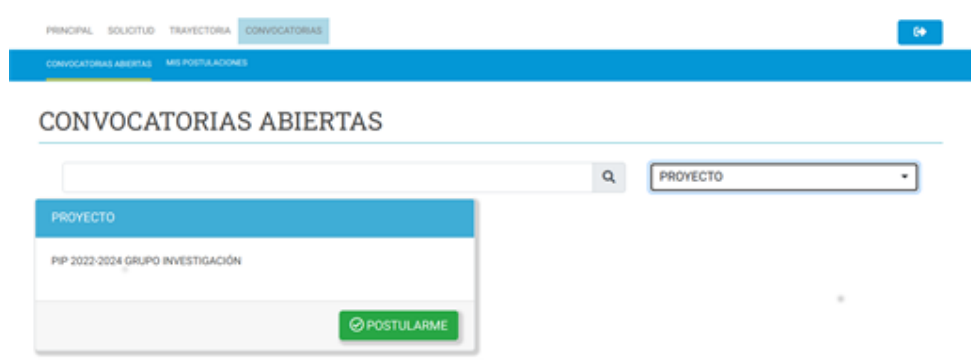 PRINCIPAL SOLICITUD TRAYECTORIA CONVOCATORIAS
CONVOCATORIAS ABIERTAS MIS POSTULACIONES
CONVOCATORIAS ABIERTAS
PROYECTO
PROYECTO
PIP 2022-2024 GRUPO INVESTIGACIÓN
POSTULARME